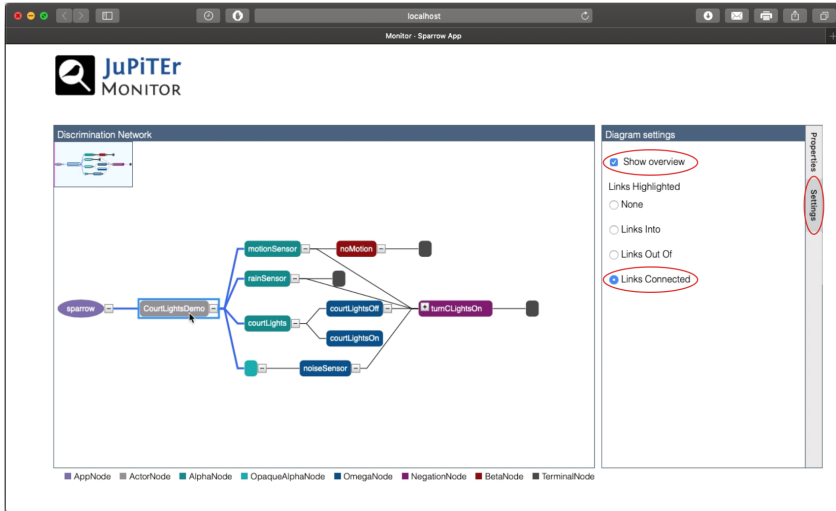 localhost
Monitor - Sparrow App
JuPiTEr
MONITOR
Discrimination Network
Diagram settings
Properties
Settings
Show overview
Links Highlighted
None
Links Into
Links Out Of
Links Connected
motionSensor
noMotion
rainSensor
sparrow
CourtLightsDemo
courtLightsOff
turnCLightsOn
courtLights
courtLightsOn
noiseSensor
AppNode ActorNode AlphaNode OpaqueAlphaNode OmegaNode NegationNode BetaNode TerminalNode